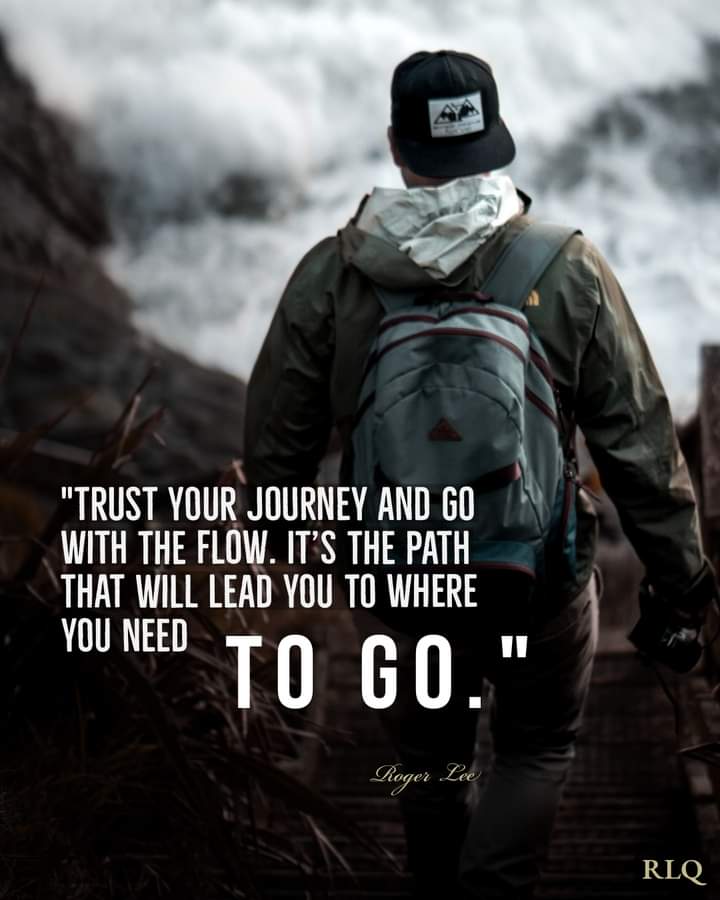 "TRUST YOUR JOURNEY AND GO
WITH THE FLOW. IT’S THE PATH
THAT WILL LEAD YOU TO WHERE
YOU NEED
TO GO."
Roger Lee
RLQ